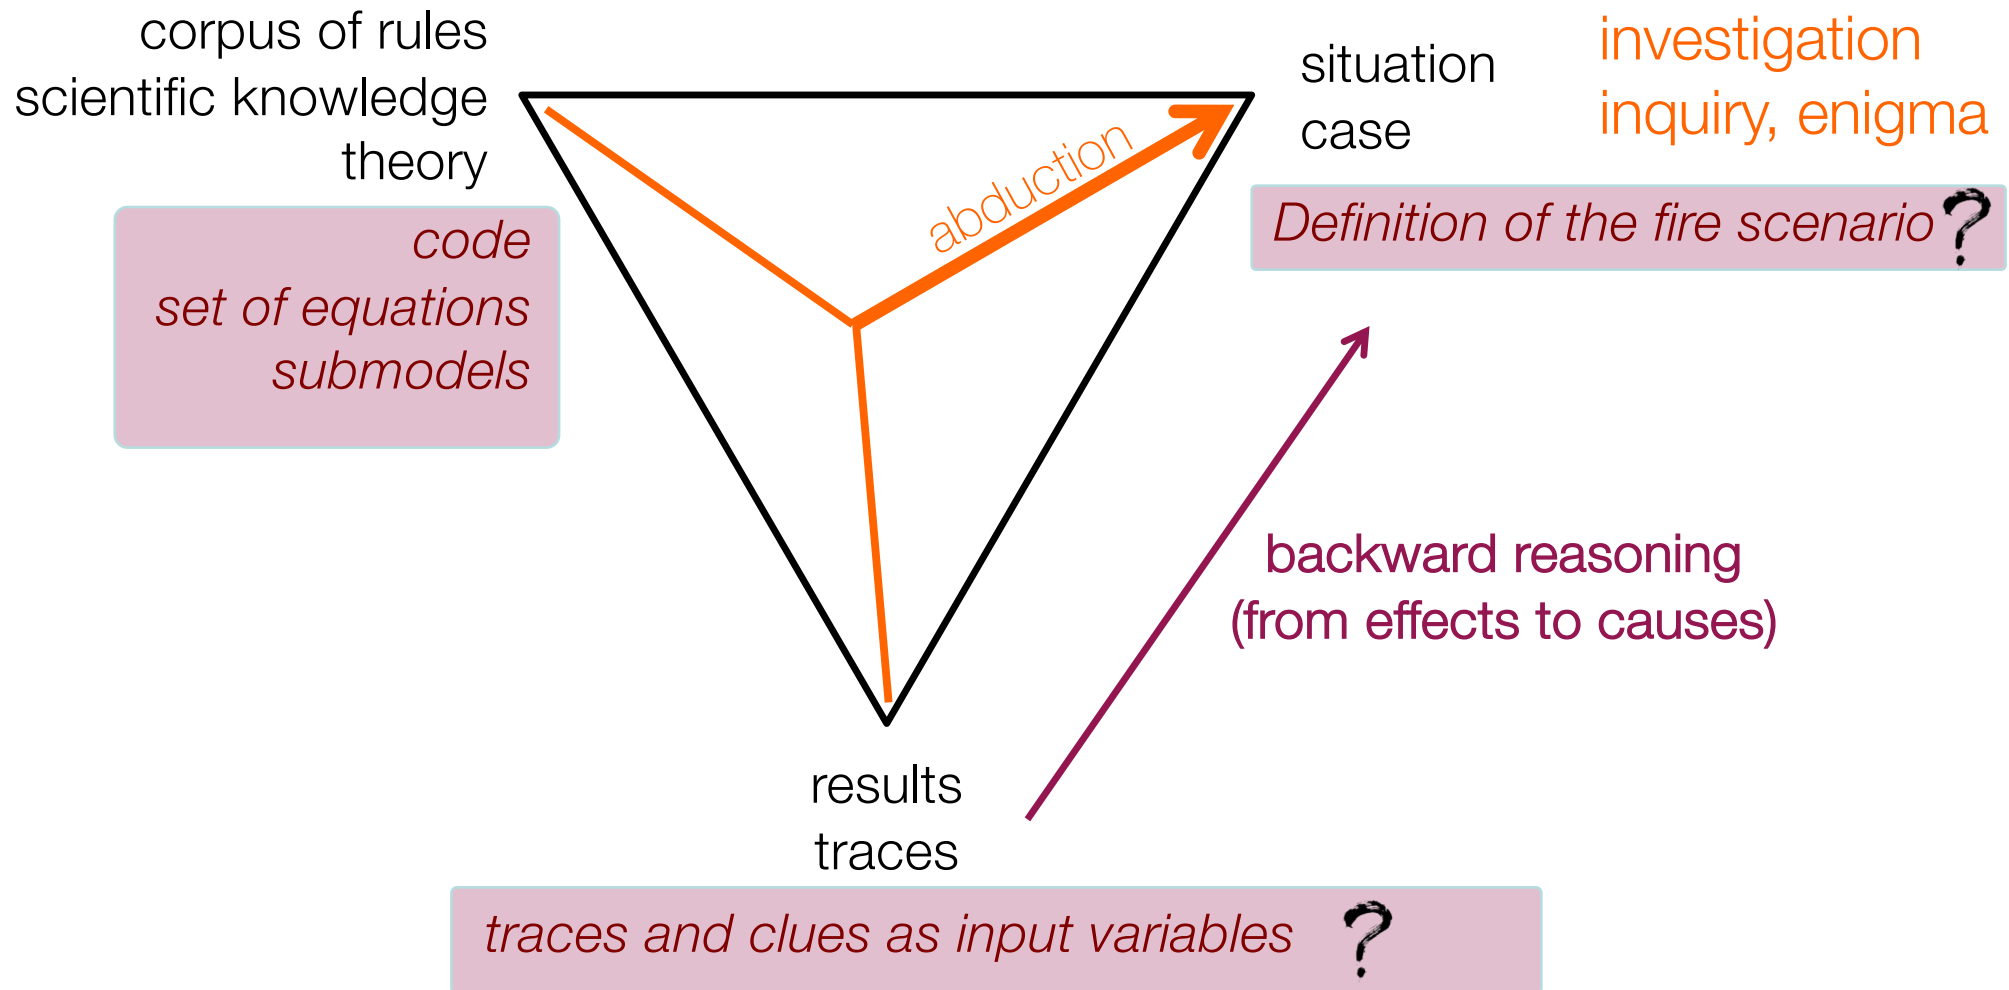 corpus of rules
scientific knowledge
theory
code
set of equations
submodels
abduction
situation
case
investigation
inquiry, enigma
Definition of the fire scenario ?
backward reasoning
(from effects to causes)
results
traces
traces and clues as input variables ?